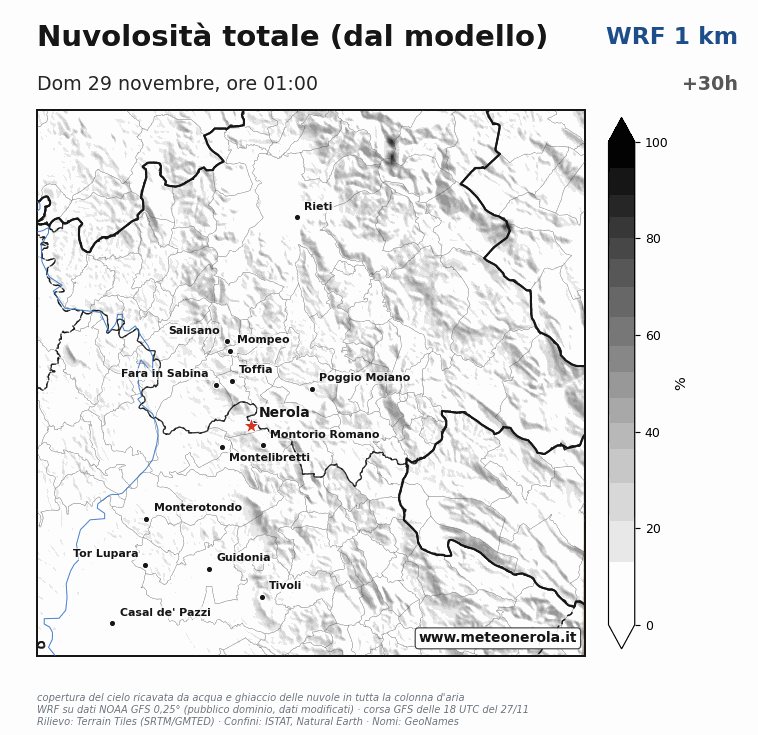 Nuvolosità totale (dal modello)
WRF 1 km
Dom 29 novembre, ore 01:00
+30h
Rieti
Salisano
Mompeo
Fara in Sabina
Toffia
Poggio Moiano
Nerola
Montorio Romano
Montelibretti
Monterotondo
Tor Lupara
Guidonia
Tivoli
Casal de' Pazzi
www.meteonerola.it
100
80
60
40
20
0
%
copertura del cielo ricavata da acqua e ghiaccio delle nuvole in tutta la colonna d'aria
WRF su dati NOAA GFS 0,25° (pubblico dominio, dati modificati) · corsa GFS delle 18 UTC del 27/11
Rilievo: Terrain Tiles (SRTM/GMTED) · Confini: ISTAT, Natural Earth · Nomi: GeoNames